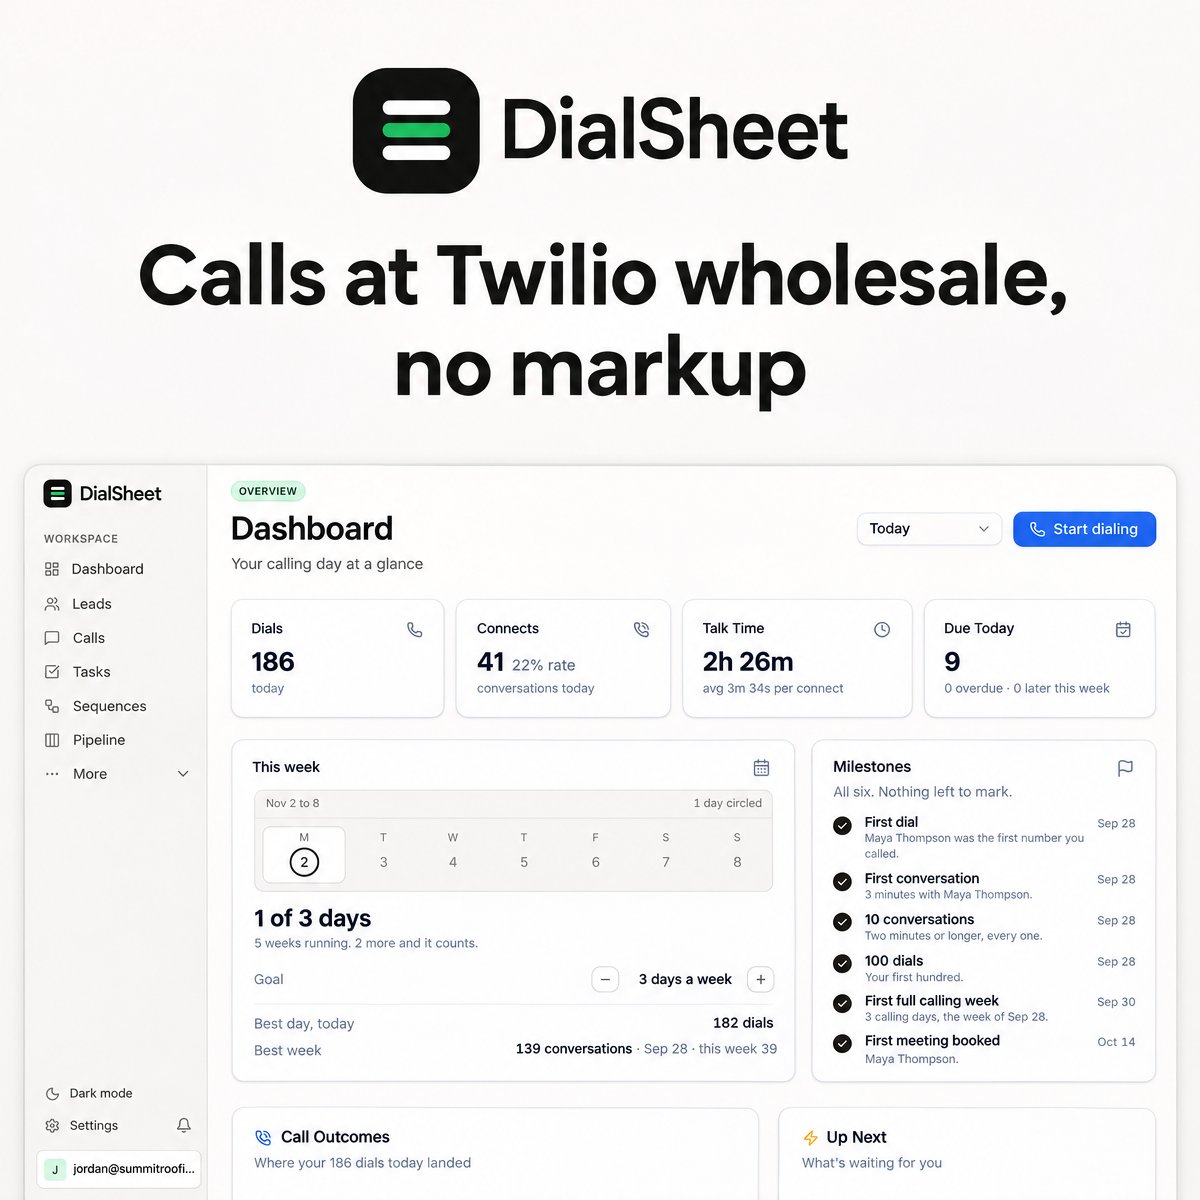 DialSheet
Calls at Twilio wholesale,
no markup
DialSheet
WORKSPACE
Dashboard
Leads
Calls
Tasks
Sequences
Pipeline
More
Dark mode
Settings
J
jordan@summitroofi...
OVERVIEW
Dashboard
Your calling day at a glance
Today
Start dialing
Dials
186
today
Connects
41 22% rate
conversations today
Talk Time
2h 26m
avg 3m 34s per connect
Due Today
9
0 overdue · 0 later this week
This week
Nov 2 to 8
1 day circled
M T W T F S S
2 3 4 5 6 7 8
1 of 3 days
5 weeks running. 2 more and it counts.
Goal
3 days a week
Best day, today
182 dials
Best week
139 conversations · Sep 28 · this week 39
Milestones
All six. Nothing left to mark.
First dial
Sep 28
Maya Thompson was the first number you
called.
First conversation
Sep 28
3 minutes with Maya Thompson.
10 conversations
Sep 28
Two minutes or longer, every one.
100 dials
Sep 28
Your first hundred.
First full calling week
Sep 30
3 calling days, the week of Sep 28.
First meeting booked
Oct 14
Maya Thompson.
Call Outcomes
Where your 186 dials today landed
Up Next
What's waiting for you